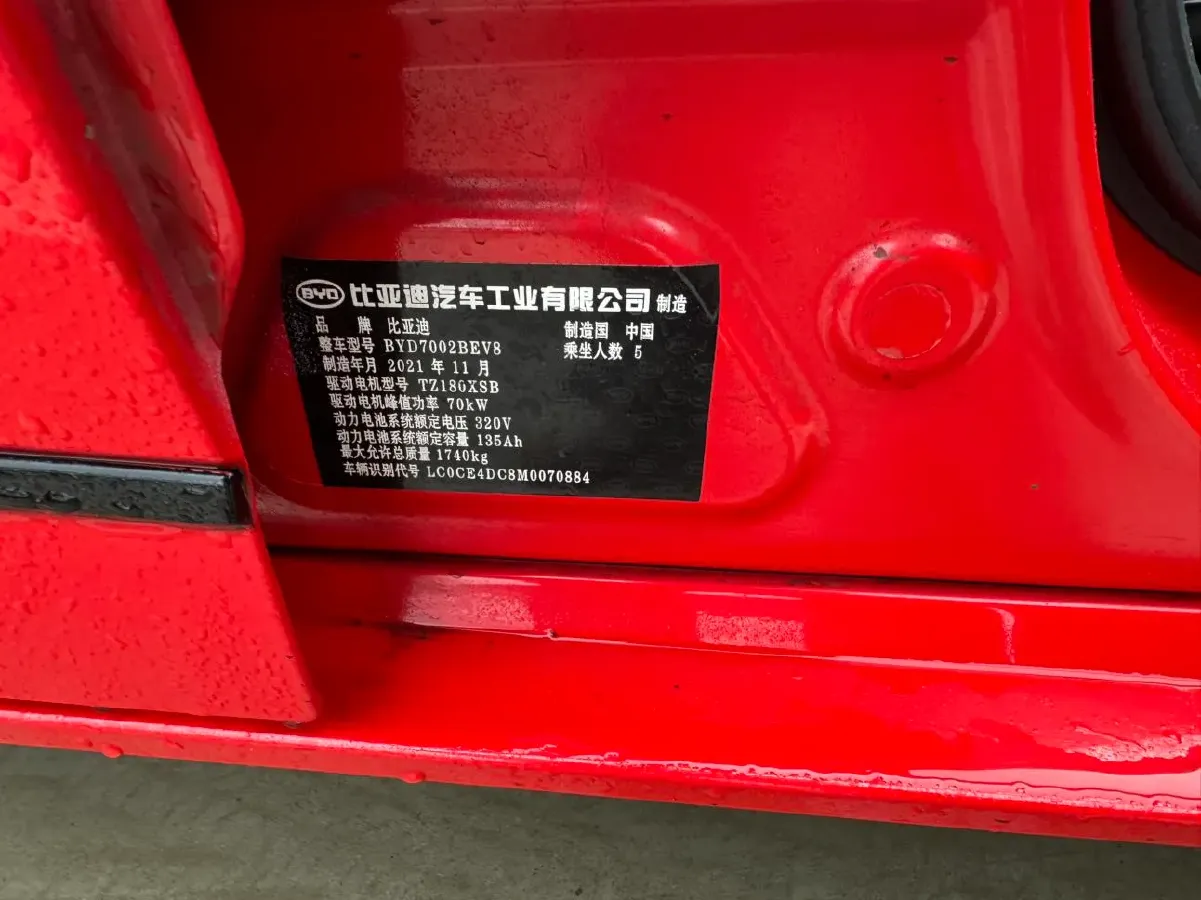 BYD 比亚迪汽车工业有限公司 制造
品 牌 比亚迪 制造国 中国
整车型号 BYD7002BEV8 乘坐人数 5
制造年月 2021 年 11 月
驱动电机型号 TZ180XSB
驱动电机峰值功率 70kW
动力电池系统额定电压 320V
动力电池系统额定容量 135Ah
最大允许总质量 1740kg
车辆识别代号 LC0CE4DC8M0070884